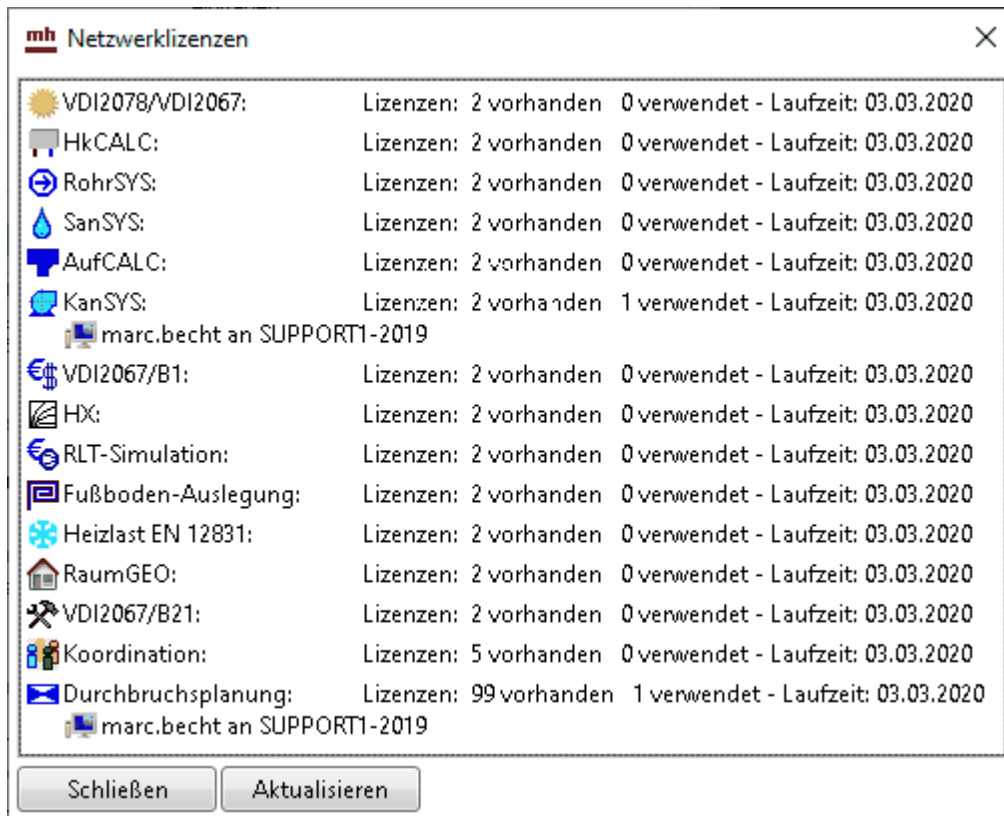 mh Netzwerklizenzen
VDI2078/VDI2067: Lizenzen: 2 vorhanden 0 verwendet - Laufzeit: 03.03.2020
HkCALC: Lizenzen: 2 vorhanden 0 verwendet - Laufzeit: 03.03.2020
RohrSYS: Lizenzen: 2 vorhanden 0 verwendet - Laufzeit: 03.03.2020
SanSYS: Lizenzen: 2 vorhanden 0 verwendet - Laufzeit: 03.03.2020
AufCALC: Lizenzen: 2 vorhanden 0 verwendet - Laufzeit: 03.03.2020
KanSYS: Lizenzen: 2 vorhanden 1 verwendet - Laufzeit: 03.03.2020
marc.becht an SUPPORT1-2019
VDI2067/B1: Lizenzen: 2 vorhanden 0 verwendet - Laufzeit: 03.03.2020
HX: Lizenzen: 2 vorhanden 0 verwendet - Laufzeit: 03.03.2020
RLT-Simulation: Lizenzen: 2 vorhanden 0 verwendet - Laufzeit: 03.03.2020
Fußboden-Auslegung: Lizenzen: 2 vorhanden 0 verwendet - Laufzeit: 03.03.2020
Heizlast EN 12831: Lizenzen: 2 vorhanden 0 verwendet - Laufzeit: 03.03.2020
RaumGEO: Lizenzen: 2 vorhanden 0 verwendet - Laufzeit: 03.03.2020
VDI2067/B21: Lizenzen: 2 vorhanden 0 verwendet - Laufzeit: 03.03.2020
Koordination: Lizenzen: 5 vorhanden 0 verwendet - Laufzeit: 03.03.2020
Durchbruchsplanung: Lizenzen: 99 vorhanden 1 verwendet - Laufzeit: 03.03.2020
marc.becht an SUPPORT1-2019
Schließen Aktualisieren